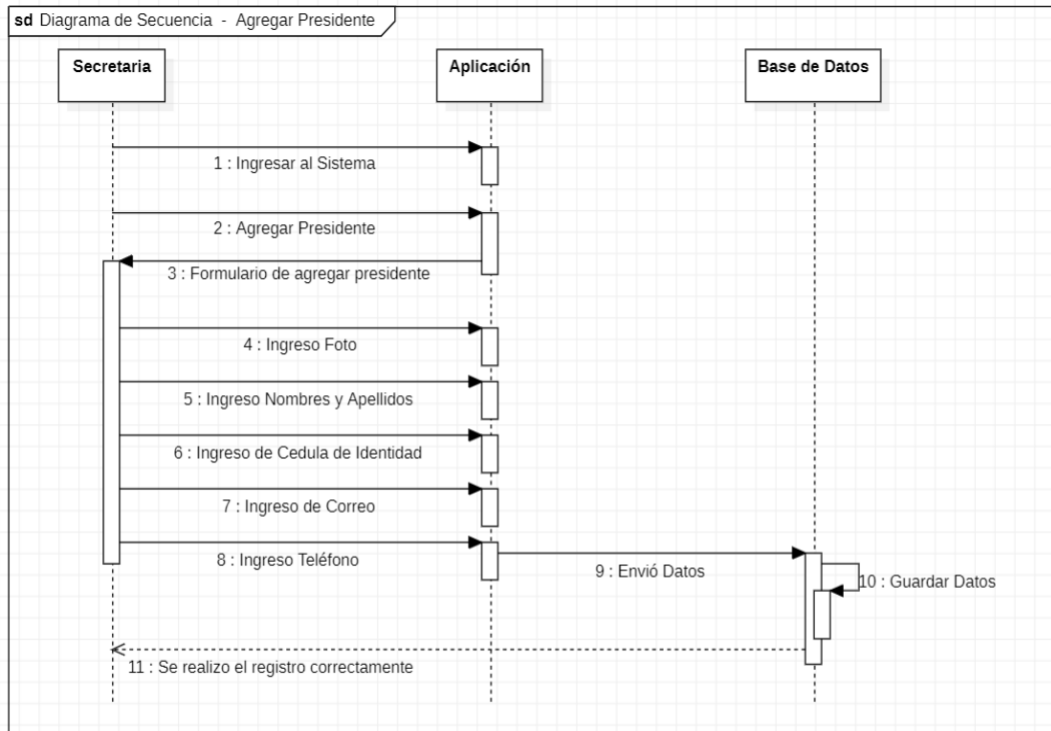 sd Diagrama de Secuencia - Agregar Presidente
Secretaria
Aplicación
Base de Datos
1 : Ingresar al Sistema
2 : Agregar Presidente
3 : Formulario de agregar presidente
4 : Ingreso Foto
5 : Ingreso Nombres y Apellidos
6 : Ingreso de Cedula de Identidad
7 : Ingreso de Correo
8 : Ingreso Teléfono
9 : Envió Datos
10 : Guardar Datos
11 : Se realizo el registro correctamente